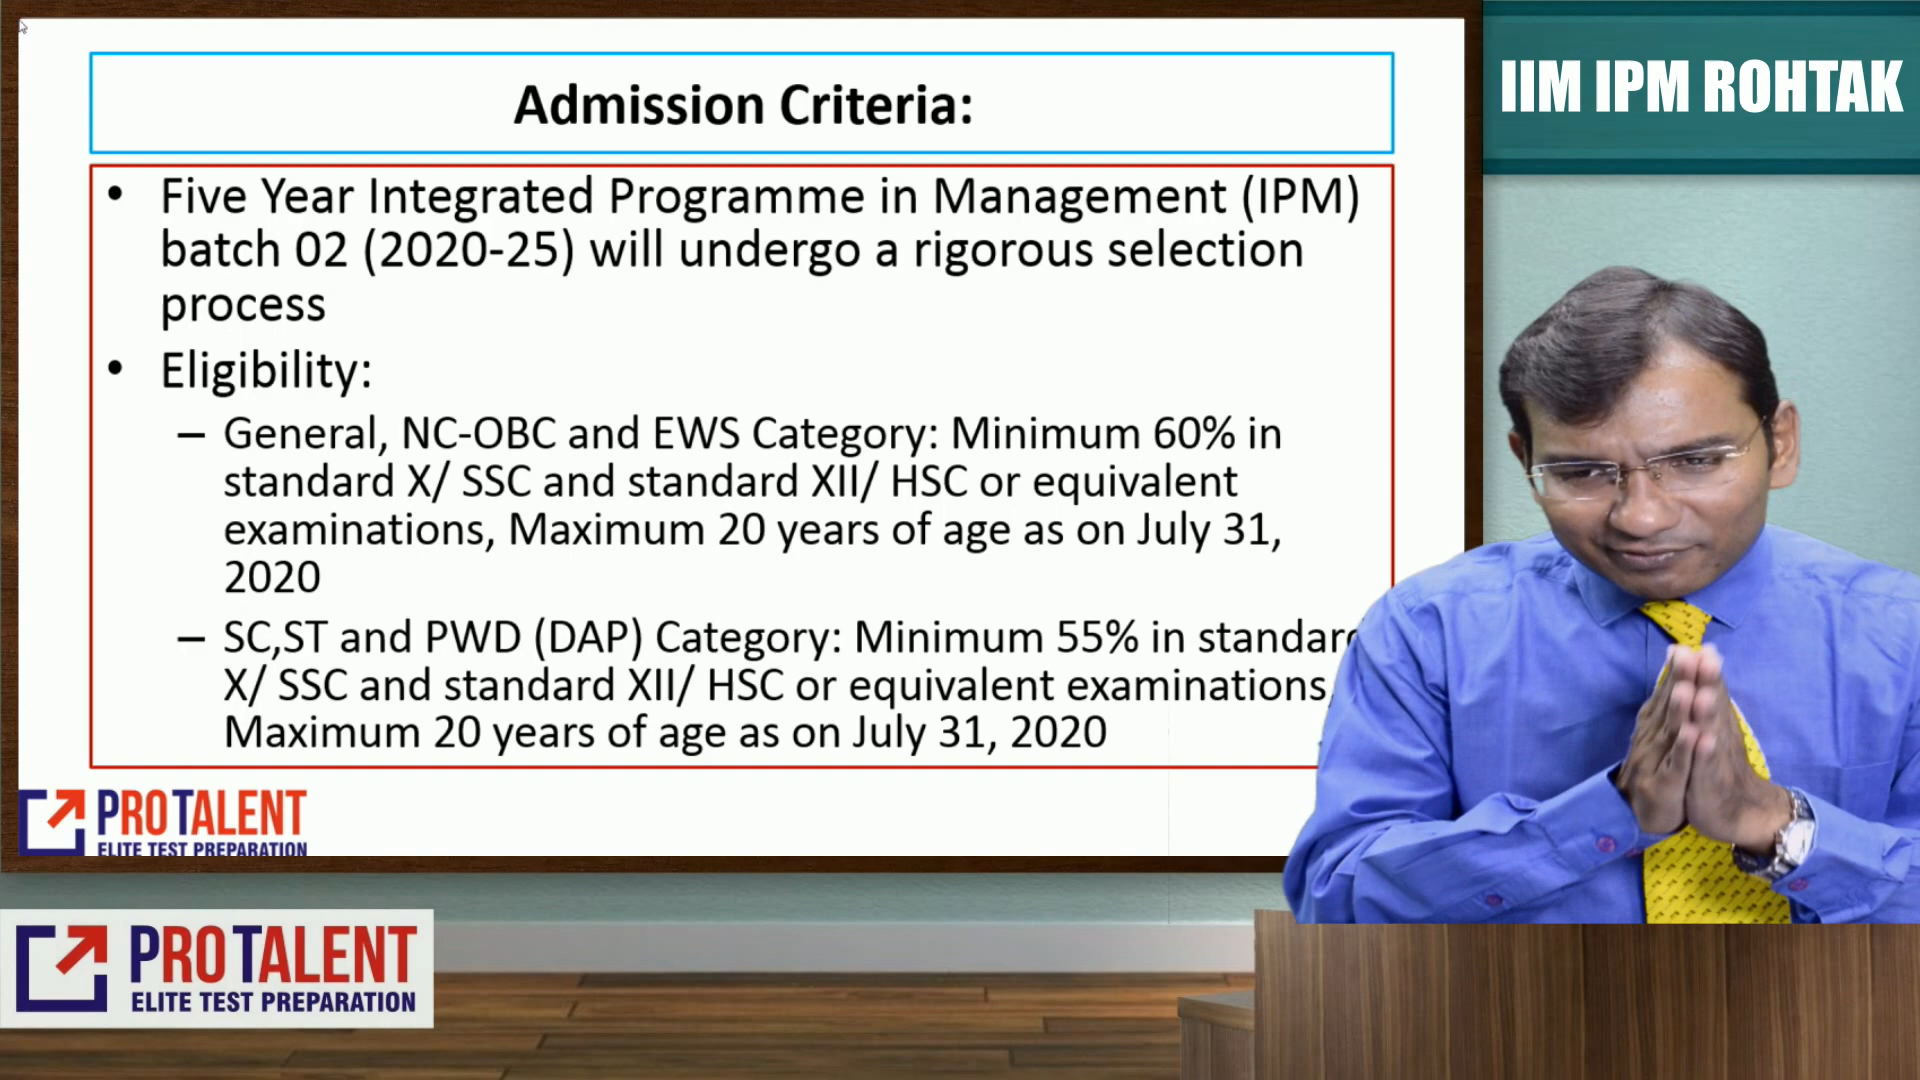 Admission Criteria:
IIM IPM ROHTAK
• Five Year Integrated Programme in Management (IPM)
batch 02 (2020-25) will undergo a rigorous selection
process
• Eligibility:
– General, NC-OBC and EWS Category: Minimum 60% in
standard X/ SSC and standard XII/ HSC or equivalent
examinations, Maximum 20 years of age as on July 31,
2020
– SC,ST and PWD (DAP) Category: Minimum 55% in standard
X/ SSC and standard XII/ HSC or equivalent examinations,
Maximum 20 years of age as on July 31, 2020
PROTALENT
ELITE TEST PREPARATION
PROTALENT
ELITE TEST PREPARATION